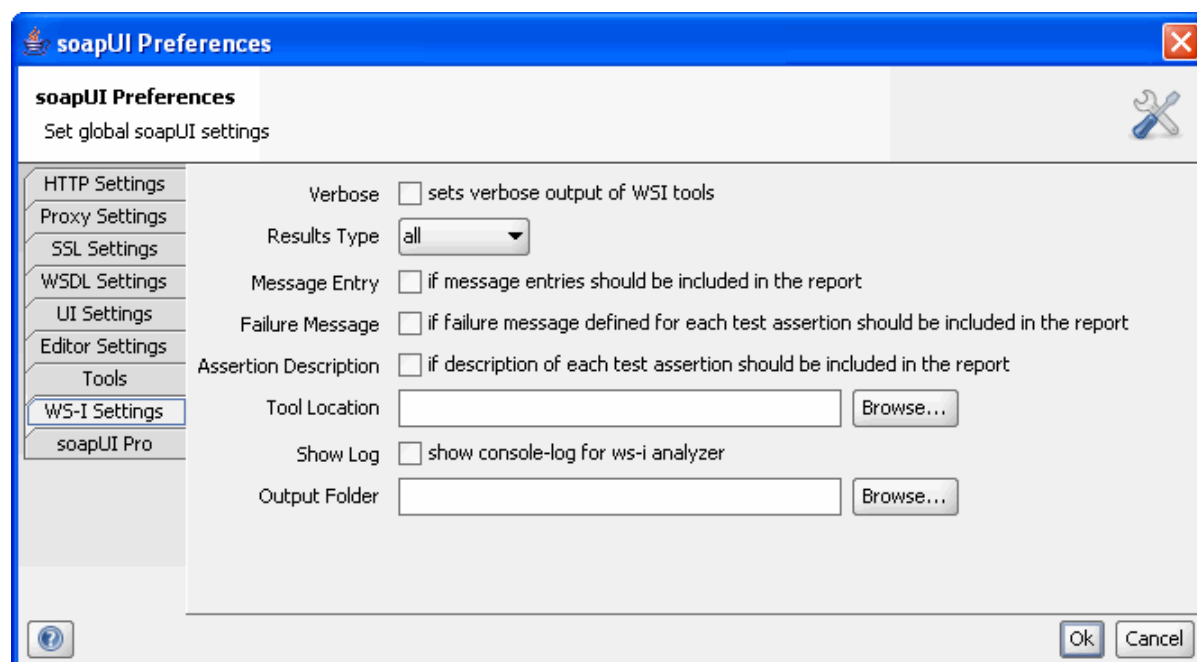 soapUI Preferences
soapUI Preferences
Set global soapUI settings
HTTP Settings
Proxy Settings
SSL Settings
WSDL Settings
UI Settings
Editor Settings
Tools
WS-I Settings
soapUI Pro
Verbose sets verbose output of WSI tools
Results Type all
Message Entry if message entries should be included in the report
Failure Message if failure message defined for each test assertion should be included in the report
Assertion Description if description of each test assertion should be included in the report
Tool Location Browse...
Show Log show console-log for ws-i analyzer
Output Folder Browse...
? Ok Cancel